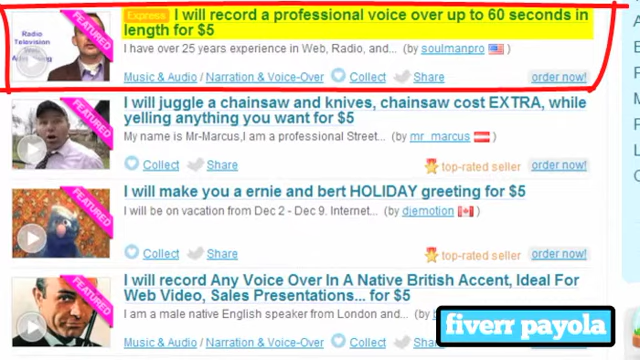 Radio
Television
Web
FEATURED
Express I will record a professional voice over up to 60 seconds in
length for $5
I have over 25 years experience in Web, Radio, and... (by soulmanpro )
Music & Audio / Narration & Voice-Over Collect Share order now!
FEATURED
I will juggle a chainsaw and knives, chainsaw cost EXTRA, while
yelling anything you want for $5
My name is Mr-Marcus,I am a professional Street... (by mr_marcus )
Collect Share top-rated seller order now!
FEATURED
I will make you a ernie and bert HOLIDAY greeting for $5
I will be on vacation from Dec 2 - Dec 9. Internet... (by djemotion )
Collect Share top-rated seller order now!
FEATURED
I will record Any Voice Over In A Native British Accent, Ideal For
Web Video, Sales Presentations... for $5
I am a male native English speaker from London and... (by
Music & Audio / Narration & Voice-Over Collect
fiverr payola